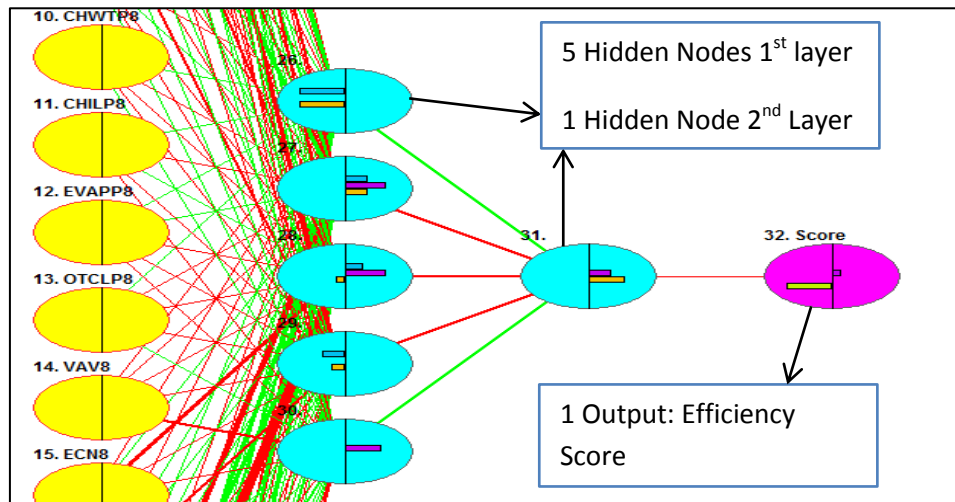 10. CHWTP8
11. CHILP8
12. EVAPP8
13. OTCLP8
14. VAV8
15. ECN8
26.
27.
28.
29.
30.
31.
32. Score
5 Hidden Nodes 1st layer
1 Hidden Node 2nd Layer
1 Output: Efficiency
Score